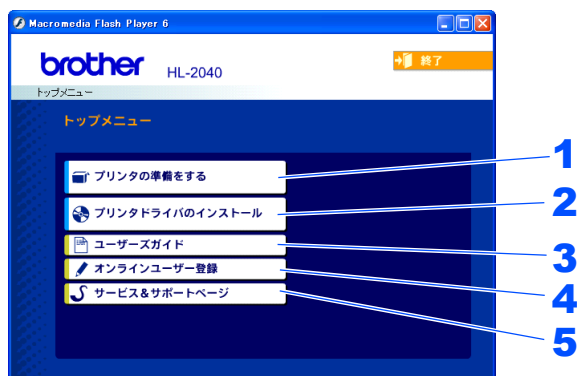 Macromedia Flash Player 6
brother HL-2040
終了
トップメニュー
トップメニュー
プリンタの準備をする
1
プリンタドライバのインストール
2
ユーザーズガイド
3
オンラインユーザー登録
4
サービス&サポートページ
5